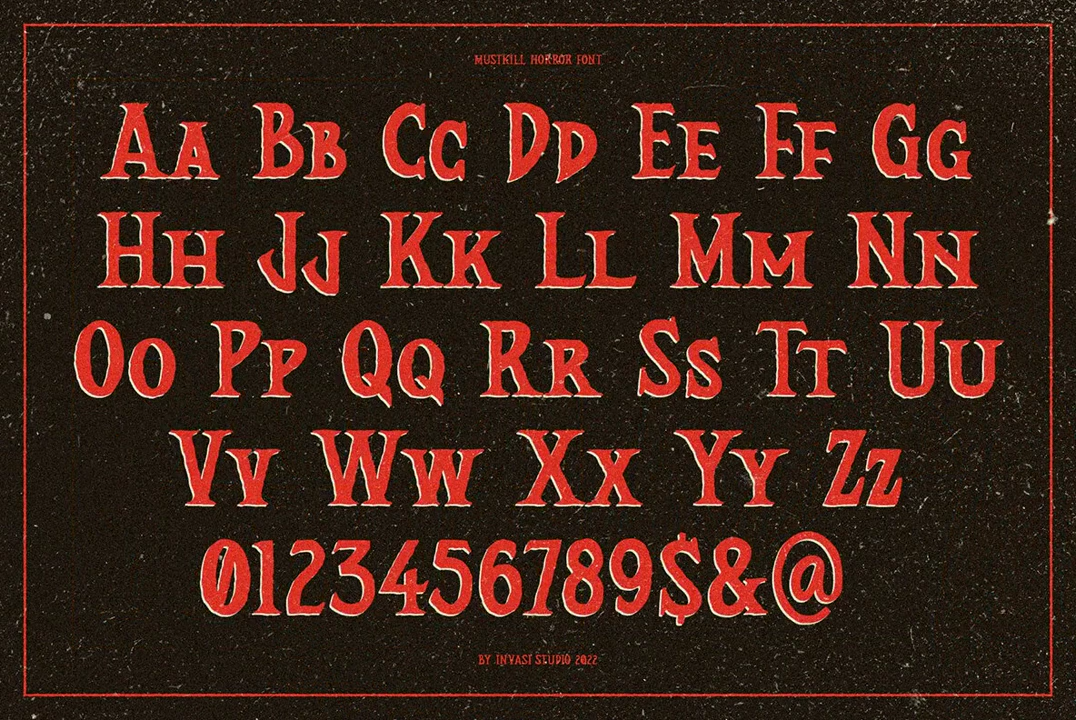 MUSTKILL HORROR FONT
Aa Bb Cc Dd Ee Ff Gg
Hh Jj Kk Ll Mm Nn
Oo Pp Qq Rr Ss Tt Uu
Vv Ww Xx Yy Zz
0123456789$&@
BY INVASI STUDIO 2022